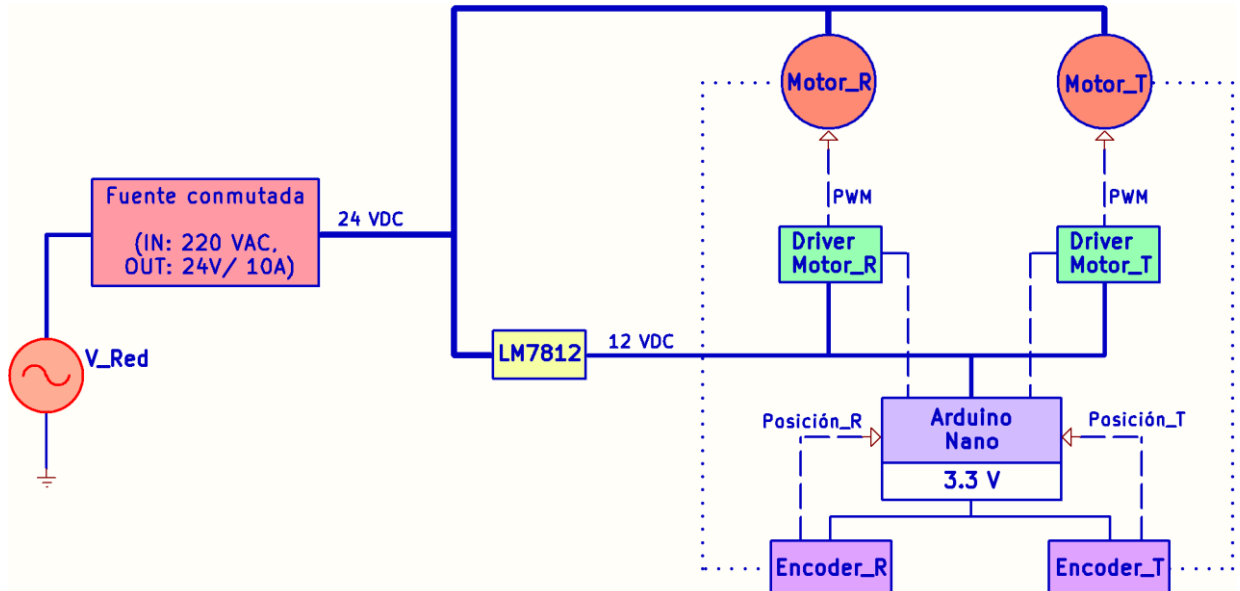 Motor_R
Motor_T
Fuente conmutada
(IN: 220 VAC,
OUT: 24V/ 10A)
24 VDC
PWM
PWM
Driver
Motor_R
Driver
Motor_T
V_Red
LM7812
12 VDC
Posición_R
Arduino
Nano
Posición_T
3.3 V
Encoder_R
Encoder_T